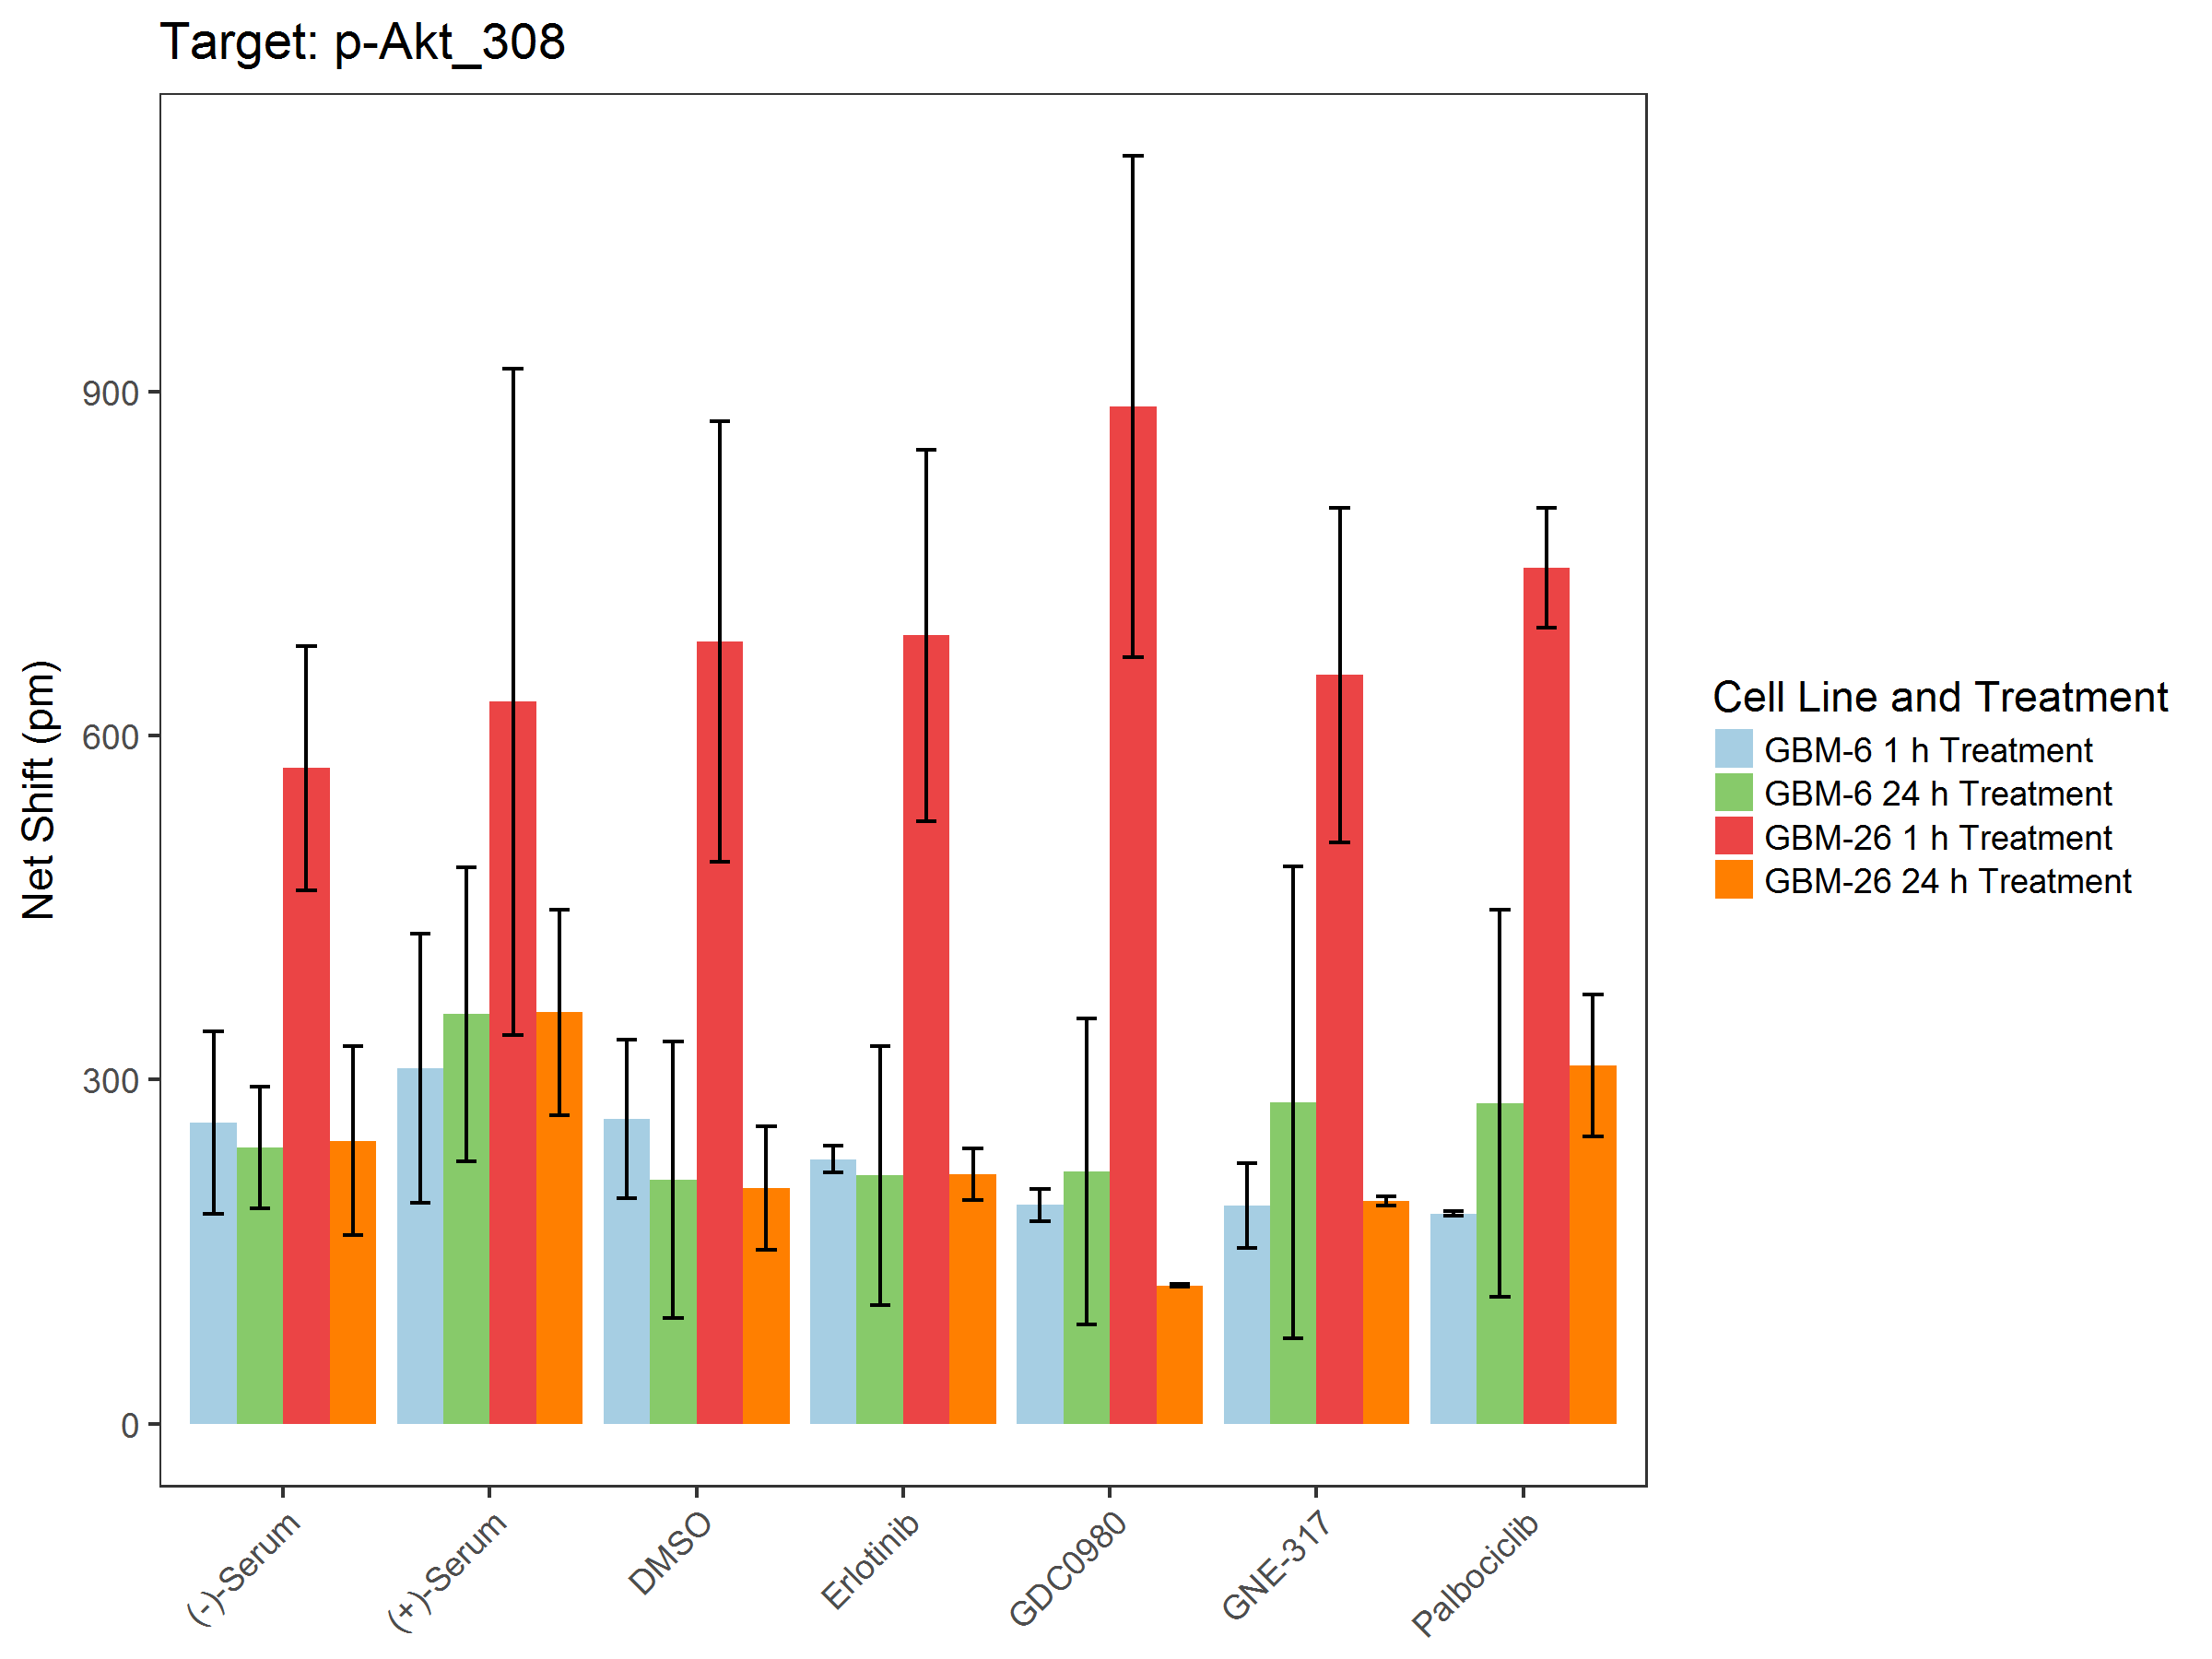 Target: p-Akt_308
Net Shift (pm)
900
600
300
0
(-)-Serum
(+)-Serum
DMSO
Erlotinib
GDC0980
GNE-317
Palbociclib
Cell Line and Treatment
GBM-6 1 h Treatment
GBM-6 24 h Treatment
GBM-26 1 h Treatment
GBM-26 24 h Treatment